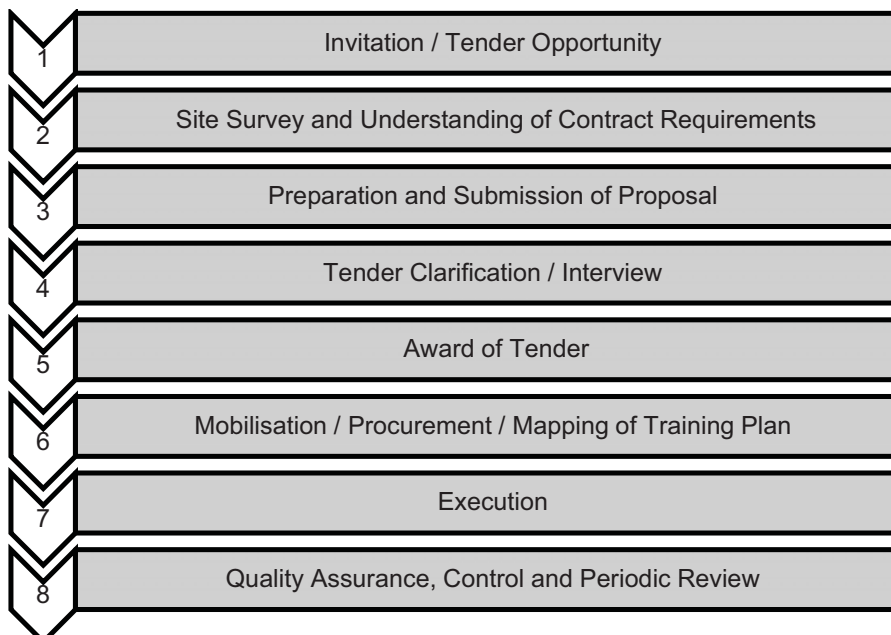 1 Invitation / Tender Opportunity
2 Site Survey and Understanding of Contract Requirements
3 Preparation and Submission of Proposal
4 Tender Clarification / Interview
5 Award of Tender
6 Mobilisation / Procurement / Mapping of Training Plan
7 Execution
8 Quality Assurance, Control and Periodic Review